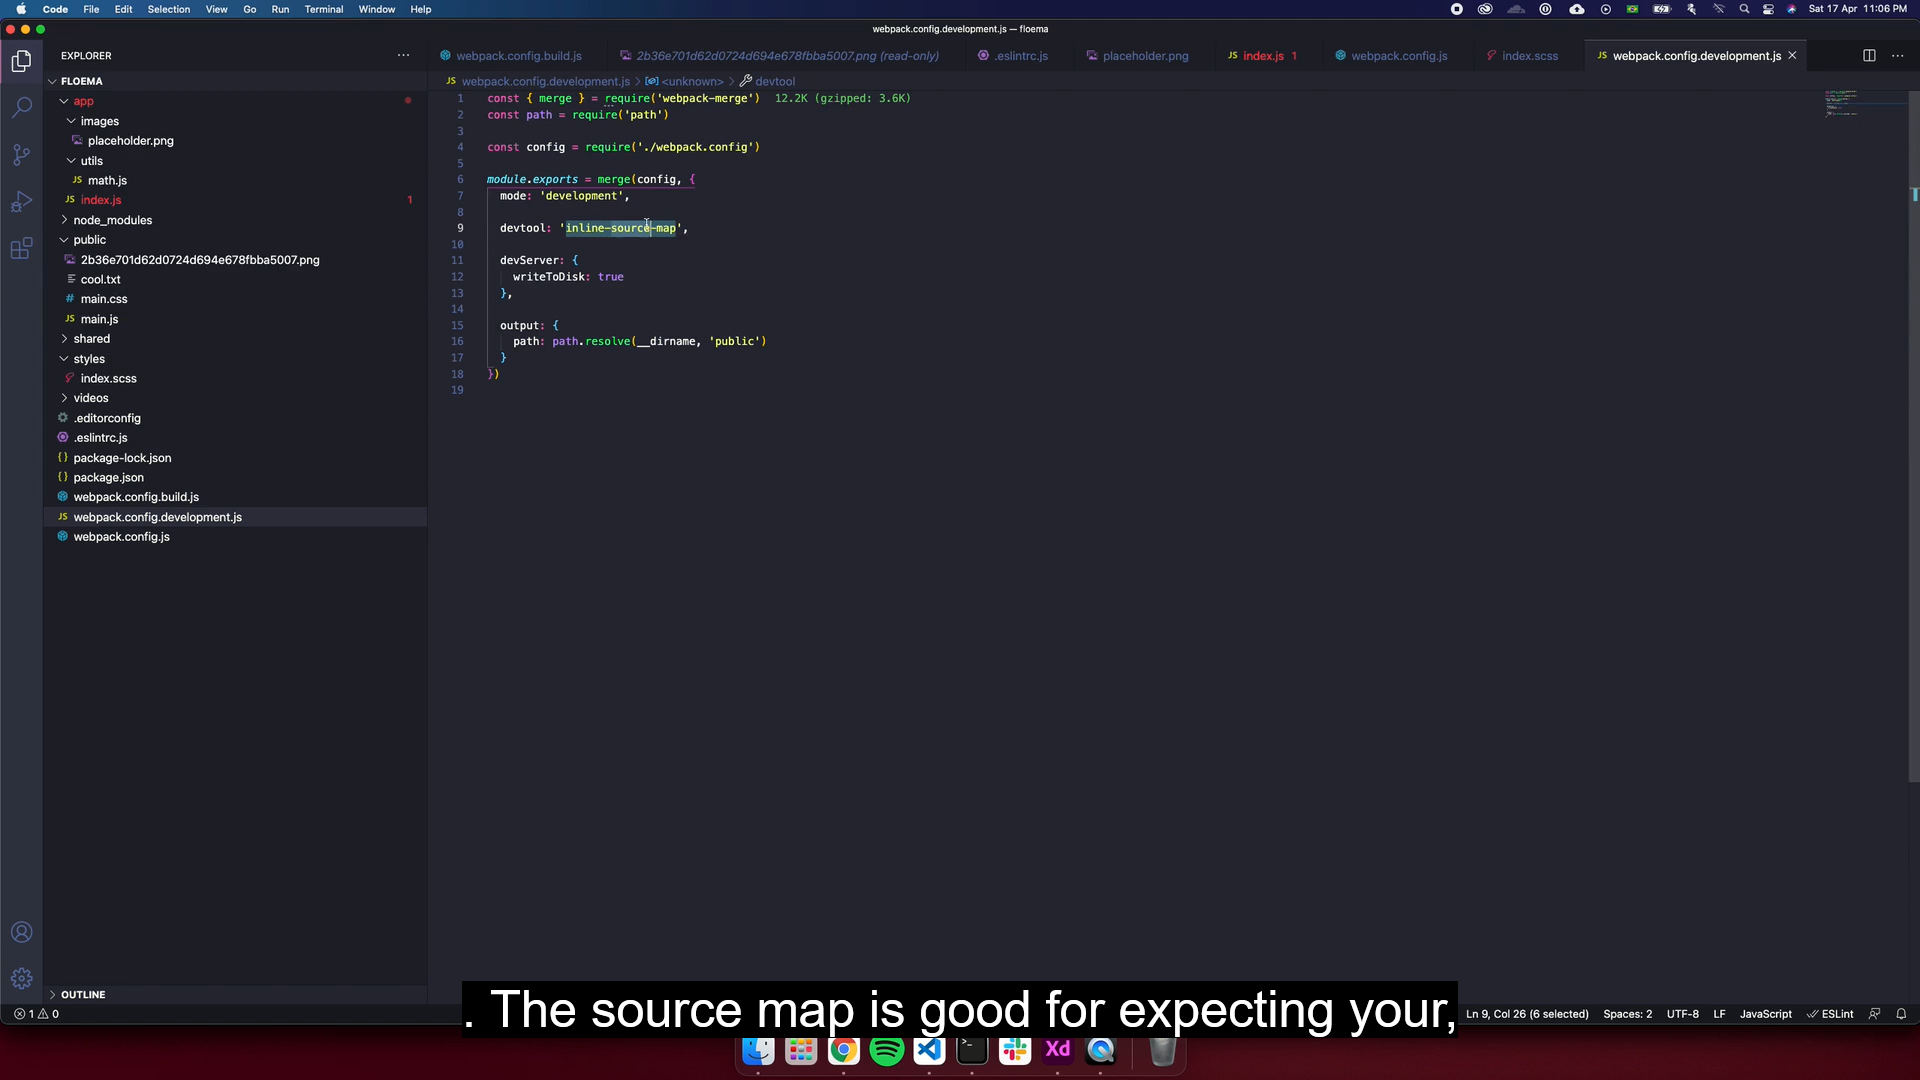 Code File Edit Selection View Go Run Terminal Window Help
Sat 17 Apr 11:06 PM
webpack.config.development.js — floema
EXPLORER
webpack.config.build.js
2b36e701d62d0724d694e678fbba5007.png (read-only)
.eslintrc.js
placeholder.png
index.js 1
webpack.config.js
index.scss
webpack.config.development.js
FLOEMA
webpack.config.development.js > <unknown> > devtool
app
images
placeholder.png
utils
math.js
index.js 1
node_modules
public
2b36e701d62d0724d694e678fbba5007.png
cool.txt
main.css
main.js
shared
styles
index.scss
videos
.editorconfig
.eslintrc.js
package-lock.json
package.json
webpack.config.build.js
webpack.config.development.js
webpack.config.js
OUTLINE
1 const { merge } = require('webpack-merge') 12.2K (gzipped: 3.6K)
2 const path = require('path')
3
4 const config = require('./webpack.config')
5
6 module.exports = merge(config, {
7 mode: 'development',
8
9 devtool: 'inline-source-map',
10
11 devServer: {
12 writeToDisk: true
13 },
14
15 output: {
16 path: path.resolve(__dirname, 'public')
17 }
18 })
19
. The source map is good for expecting your,
1 0
Ln 9, Col 26 (6 selected) Spaces: 2 UTF-8 LF JavaScript ESLint
Xd